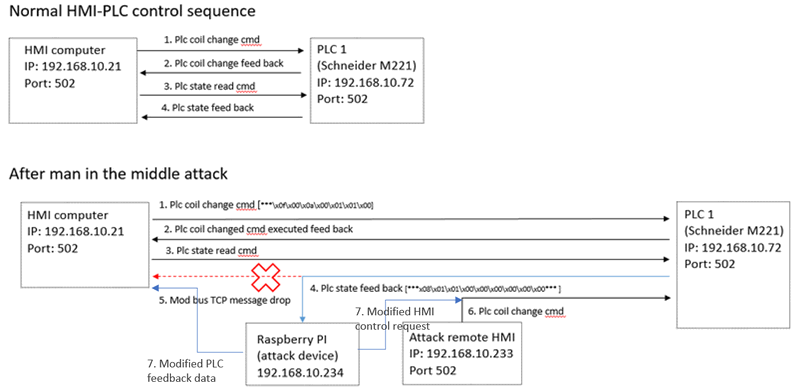 Normal HMI-PLC control sequence
HMI computer
IP: 192.168.10.21
Port: 502
1. Plc coil change cmd
2. Plc coil change feed back
3. Plc state read cmd
4. Plc state feed back
PLC 1
(Schneider M221)
IP: 192.168.10.72
Port: 502
After man in the middle attack
HMI computer
IP: 192.168.10.21
Port: 502
1. Plc coil change cmd [***\x0f\x00\x0a\x00\x01\x01\x00]
2. Plc coil changed cmd executed feed back
3. Plc state read cmd
4. Plc state feed back [***x08\x01\x01\x00\x00\x00\x00\x00\x00*** ]
5. Mod bus TCP message drop
6. Plc coil change cmd
PLC 1
(Schneider M221)
IP: 192.168.10.72
Port: 502
7. Modified HMI
control request
7. Modified PLC
feedback data
Raspberry PI
(attack device)
192.168.10.234
Attack remote HMI
IP: 192.168.10.233
Port 502